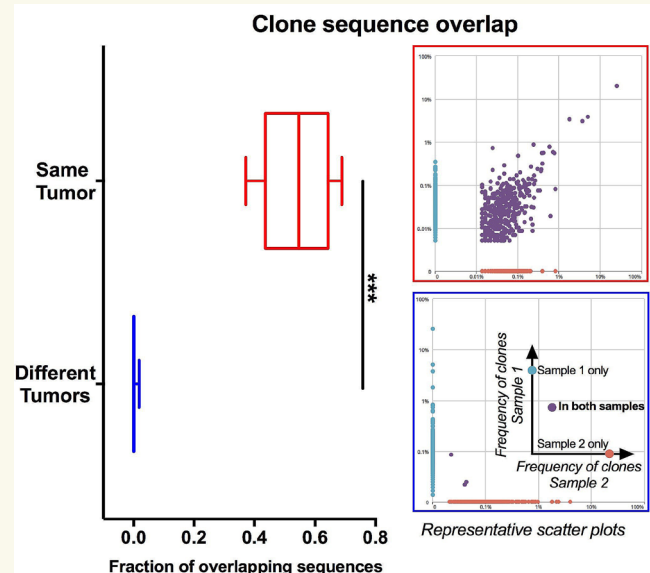 Clone sequence overlap
Same
Tumor
Different
Tumors
***
0.0 0.2 0.4 0.6 0.8
Fraction of overlapping sequences
100%
10%
1%
0.1%
0.01%
0
0 0.01% 0.1% 1% 10% 100%
100%
10%
1%
0.1%
0
0 0.1% 1% 10% 100%
Frequency of clones
Sample 1
Sample 1 only
In both samples
Sample 2 only
Frequency of clones
Sample 2
Representative scatter plots